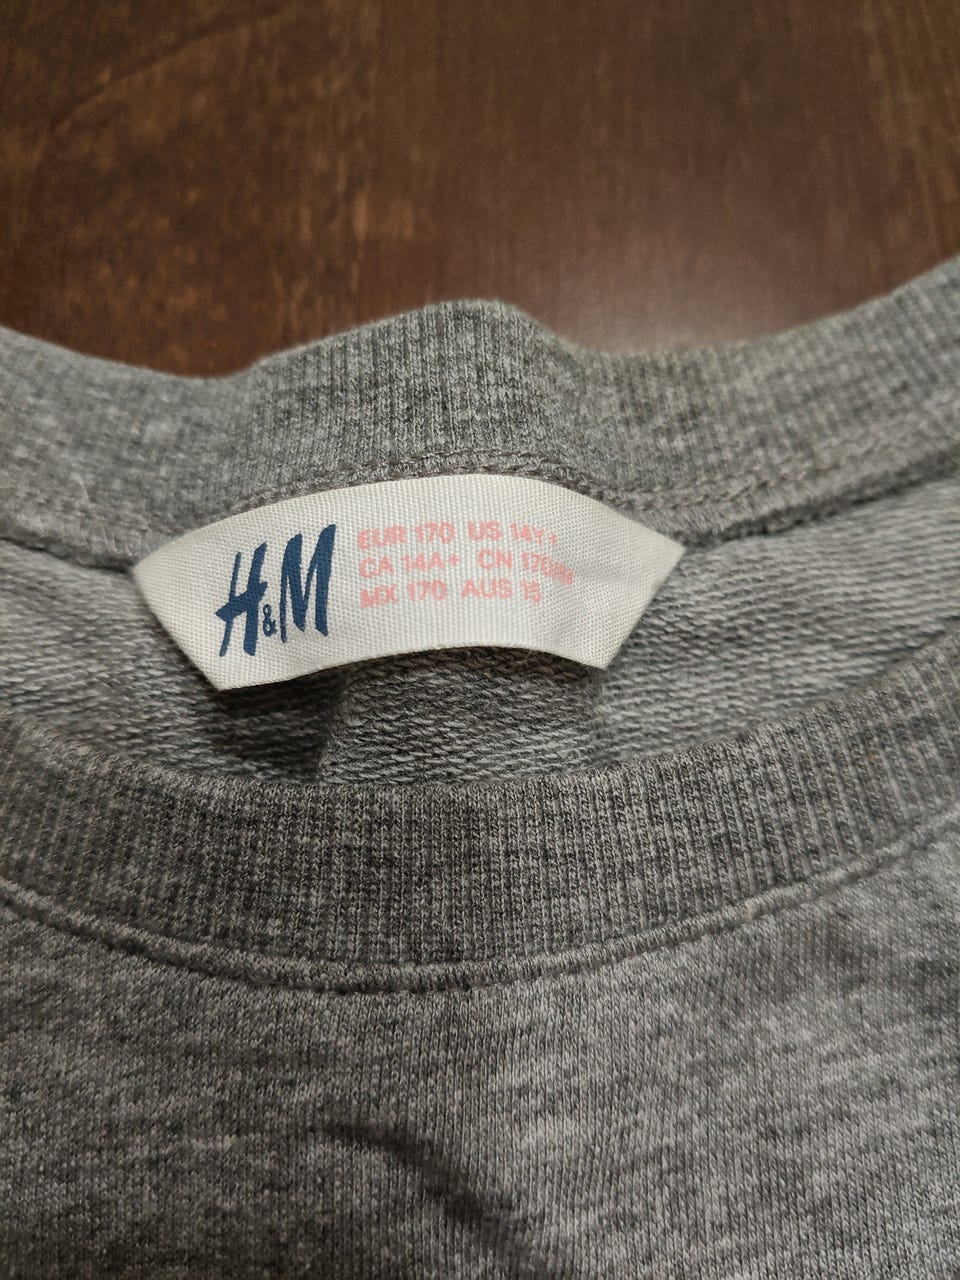 H&M
EUR 170 US 14Y+
CA 14A+ CN
MX 170 AUS 15